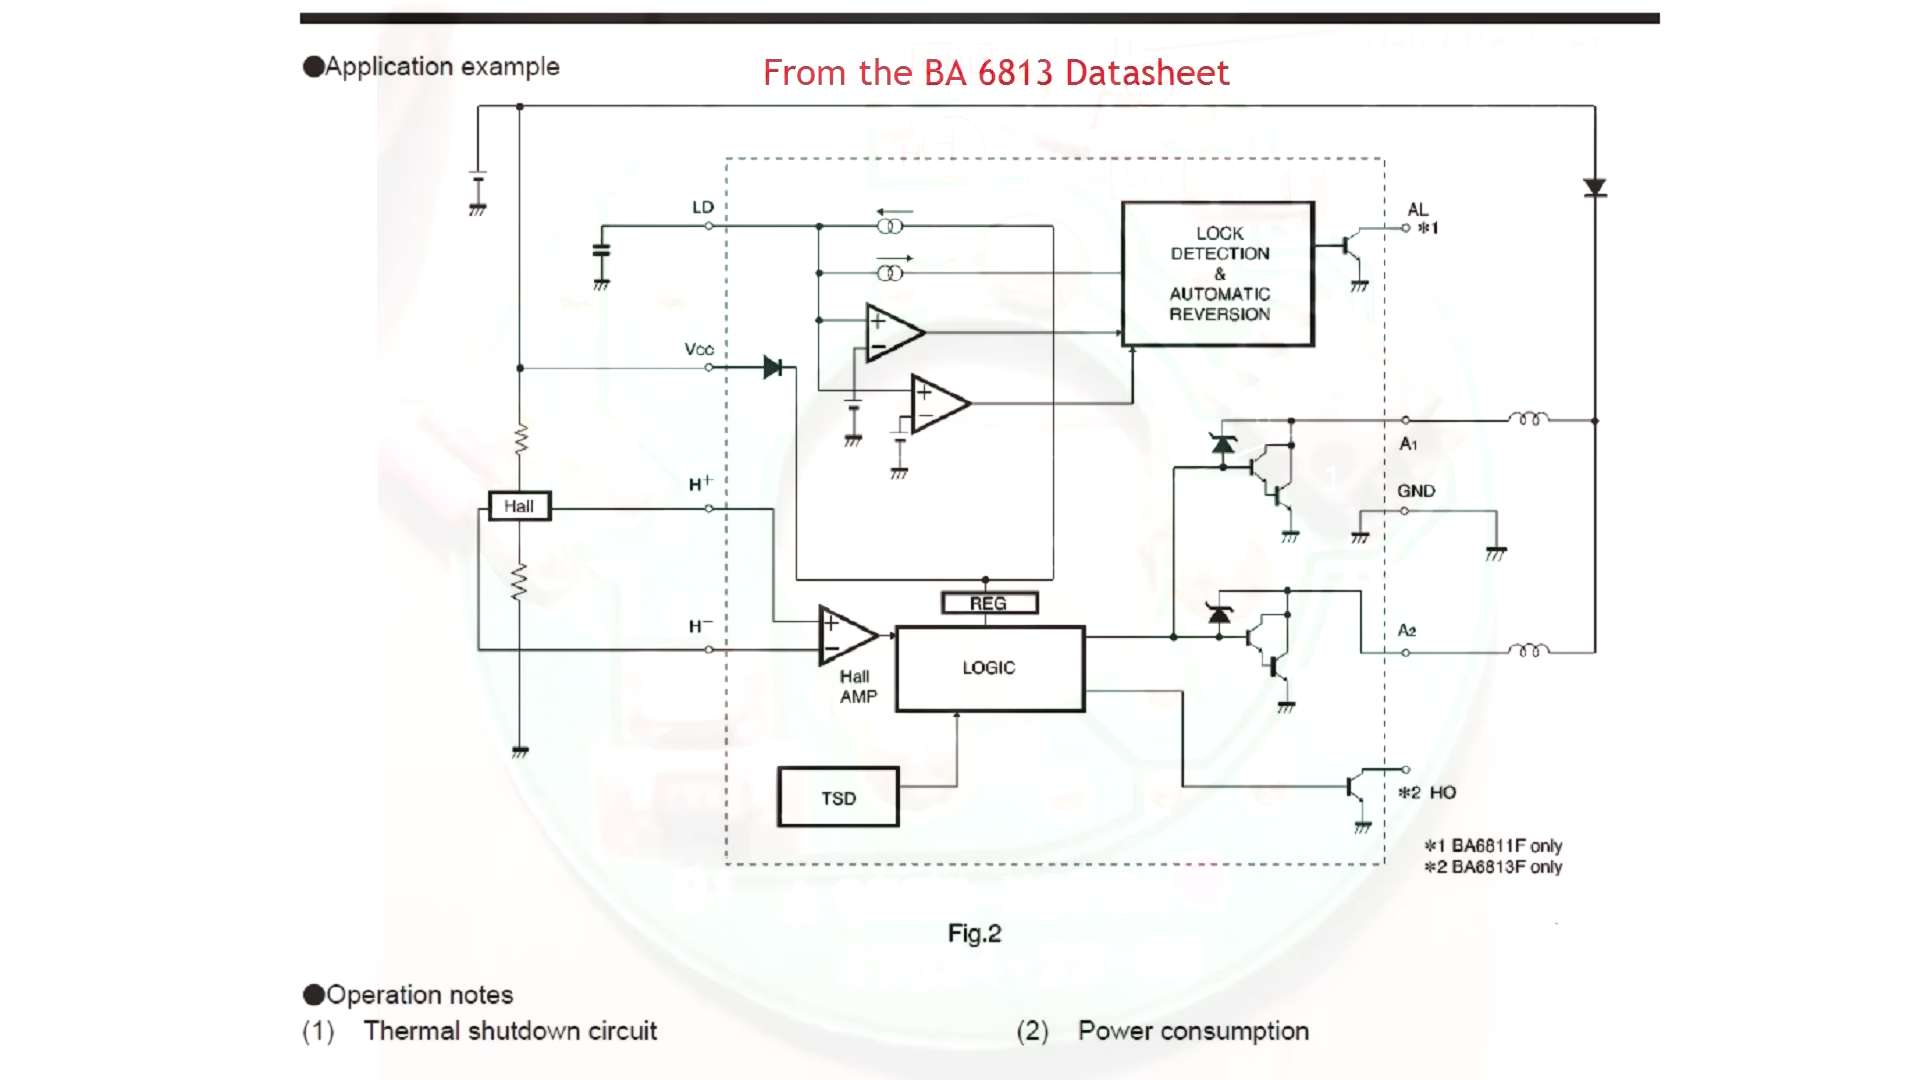 ●Application example
From the BA 6813 Datasheet
LD
LOCK
DETECTION
&
AUTOMATIC
REVERSION
AL
*1
Vcc
+
−
+
−
A1
H+
Hall
GND
REG
H−
+
−
Hall
AMP
LOGIC
A2
TSD
*2 HO
*1 BA6811F only
*2 BA6813F only
Fig.2
●Operation notes
(1) Thermal shutdown circuit
(2) Power consumption